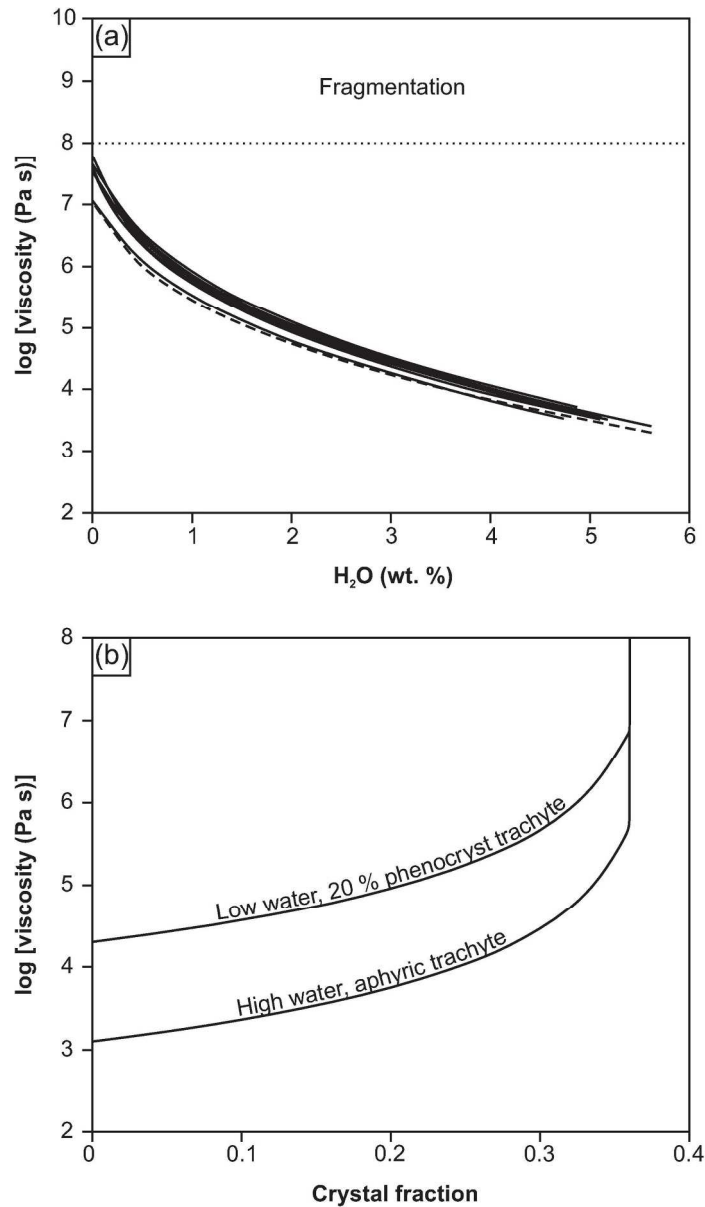 (a)
10
9
8
7
6
5
4
3
2
Fragmentation
log [viscosity (Pa s)]
0 1 2 3 4 5 6
H₂O (wt. %)
(b)
8
7
6
5
4
3
2
Low water, 20 % phenocryst trachyte
High water, aphyric trachyte
log [viscosity (Pa s)]
0 0.1 0.2 0.3 0.4
Crystal fraction